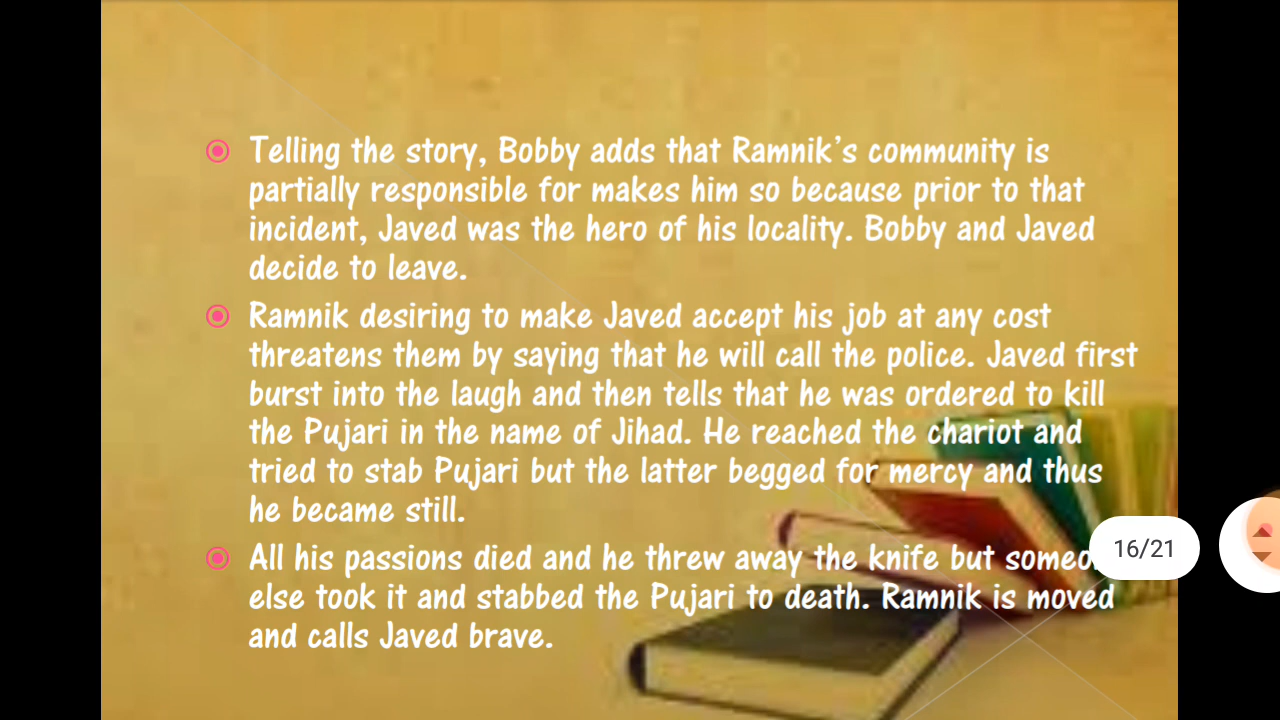 Telling the story, Bobby adds that Ramnik's community is
partially responsible for makes him so because prior to that
incident, Javed was the hero of his locality. Bobby and Javed
decide to leave.
Ramnik desiring to make Javed accept his job at any cost
threatens them by saying that he will call the police. Javed first
burst into the laugh and then tells that he was ordered to kill
the Pujari in the name of Jihad. He reached the chariot and
tried to stab Pujari but the latter begged for mercy and thus
he became still.
All his passions died and he threw away the knife but
else took it and stabbed the Pujari to death. Ramnik is moved
and calls Javed brave.
16/21